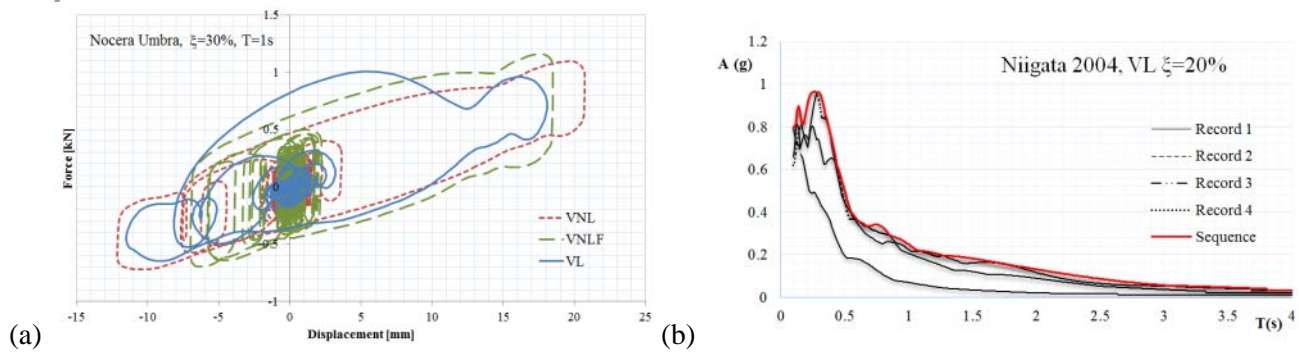 Nocera Umbra, ξ=30%, T=1s
Force [kN]
1.5
1
0.5
0
-0.5
-1
-15 -10 -5 0 5 10 15 20 25
Displacement [mm]
VNL
VNLF
VL
(a)
A (g)
Niigata 2004, VL ξ=20%
1.2
1
0.8
0.6
0.4
0.2
0
0 0.5 1 1.5 2 2.5 3 3.5 4
T(s)
Record 1
Record 2
Record 3
Record 4
Sequence
(b)